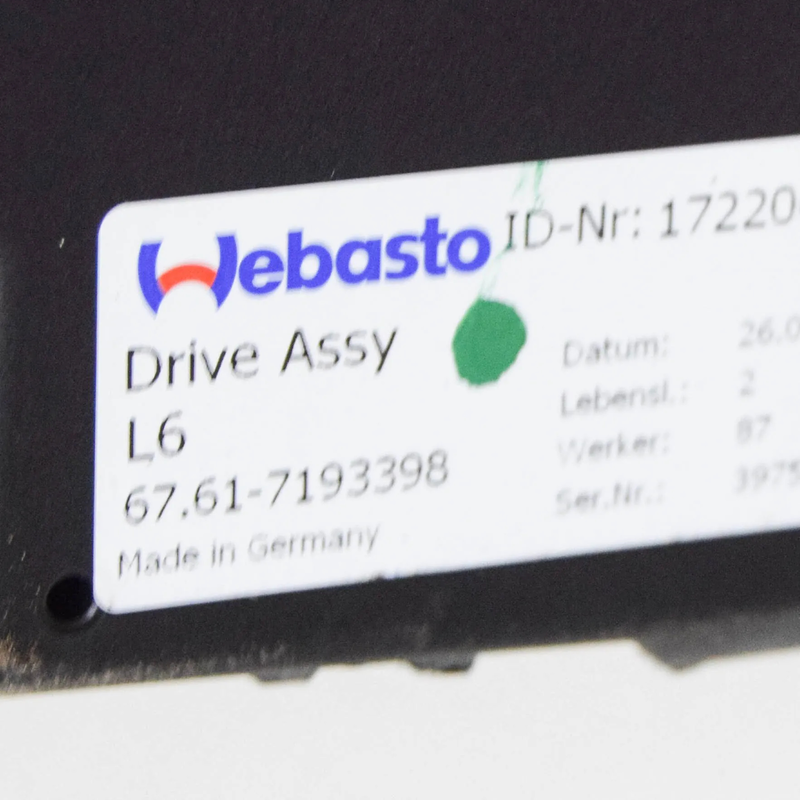 Webasto
ID-Nr: 17220
Drive Assy
L6
67.61-7193398
Made in Germany
Datum: 26.0
Lebensl.: 2
Werker: 87
Ser.Nr.: 3975